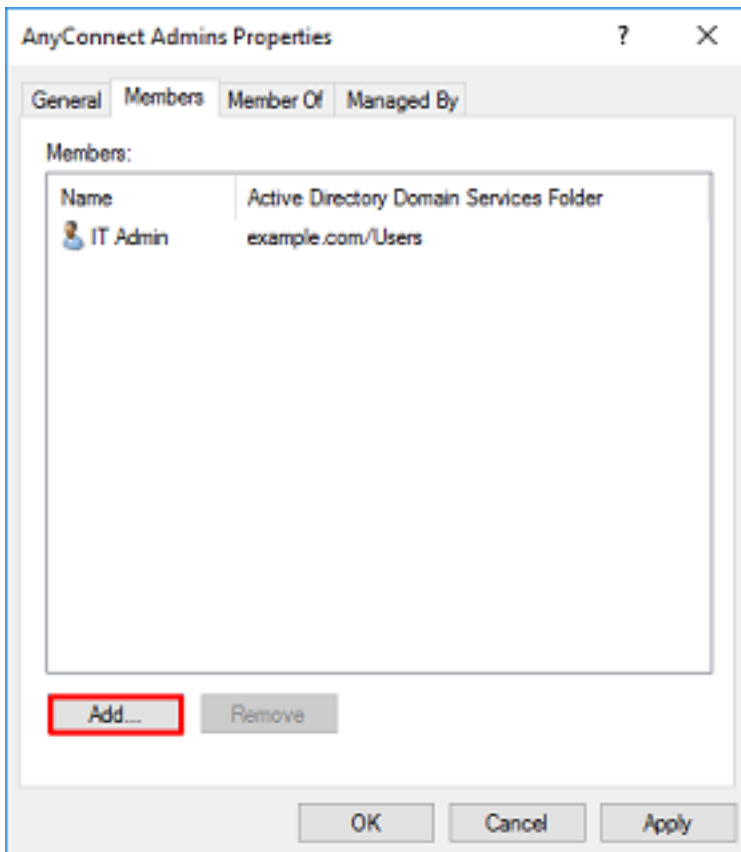 AnyConnect Admins Properties ? ×
General Members Member Of Managed By
Members:
Name Active Directory Domain Services Folder
IT Admin example.com/Users
Add... Remove
OK Cancel Apply